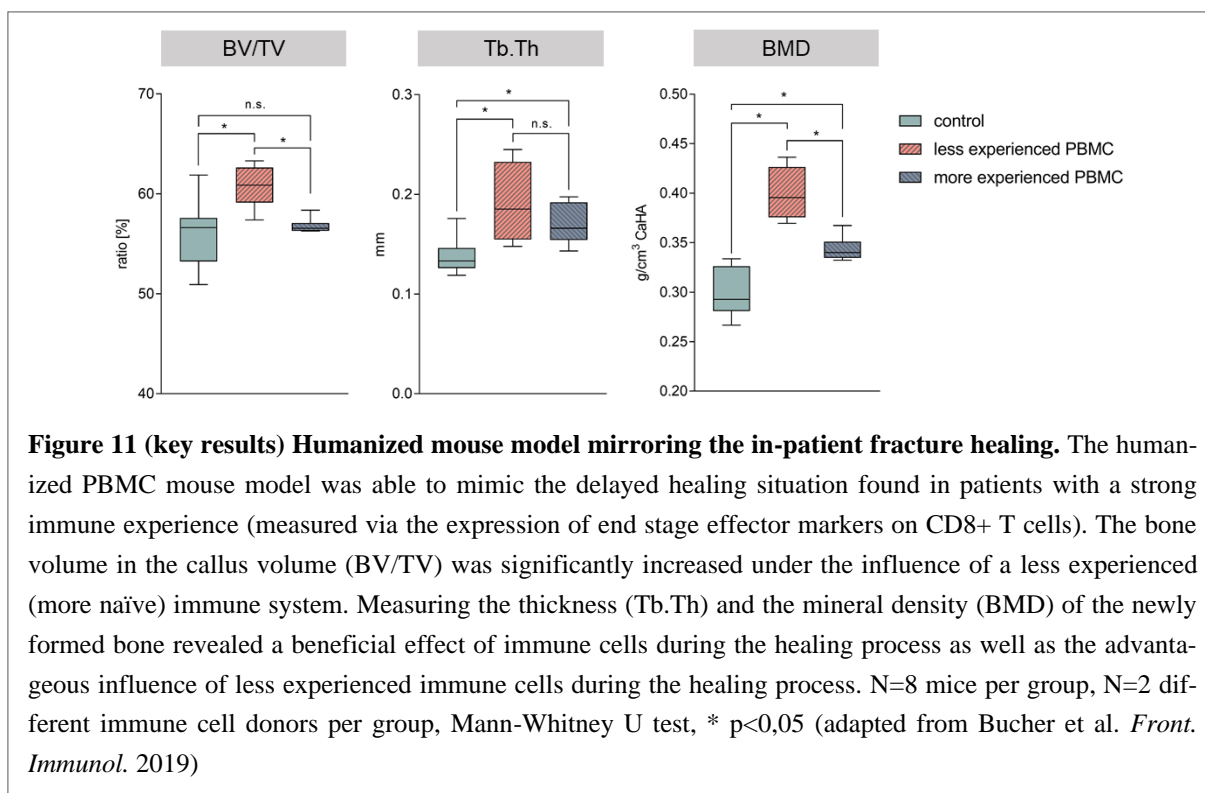 BV/TV
Tb.Th
BMD
70
60
50
40
ratio [%]
n.s.
*
*
0.3
0.2
0.1
0.0
mm
*
*
n.s.
0.50
0.45
0.40
0.35
0.30
0.25
0.20
g/cm³ CaHA
*
*
*
control
less experienced PBMC
more experienced PBMC
Figure 11 (key results) Humanized mouse model mirroring the in-patient fracture healing. The human-
ized PBMC mouse model was able to mimic the delayed healing situation found in patients with a strong
immune experience (measured via the expression of end stage effector markers on CD8+ T cells). The bone
volume in the callus volume (BV/TV) was significantly increased under the influence of a less experienced
(more naïve) immune system. Measuring the thickness (Tb.Th) and the mineral density (BMD) of the newly
formed bone revealed a beneficial effect of immune cells during the healing process as well as the advanta-
geous influence of less experienced immune cells during the healing process. N=8 mice per group, N=2 dif-
ferent immune cell donors per group, Mann-Whitney U test, * p<0,05 (adapted from Bucher et al. Front.
Immunol. 2019)